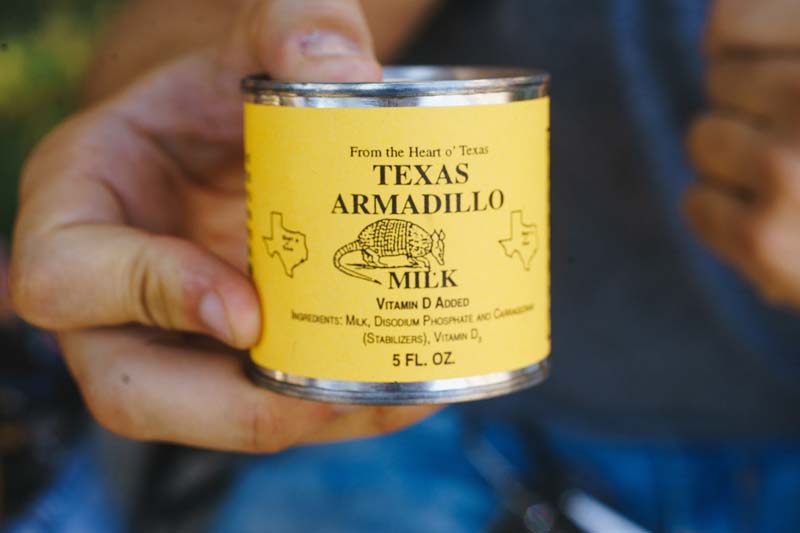 From the Heart o' Texas
TEXAS
ARMADILLO
MILK
VITAMIN D ADDED
INGREDIENTS: MILK, DISODIUM PHOSPHATE AND CARRAGEENAN
(STABILIZERS), VITAMIN D₃
5 FL. OZ.